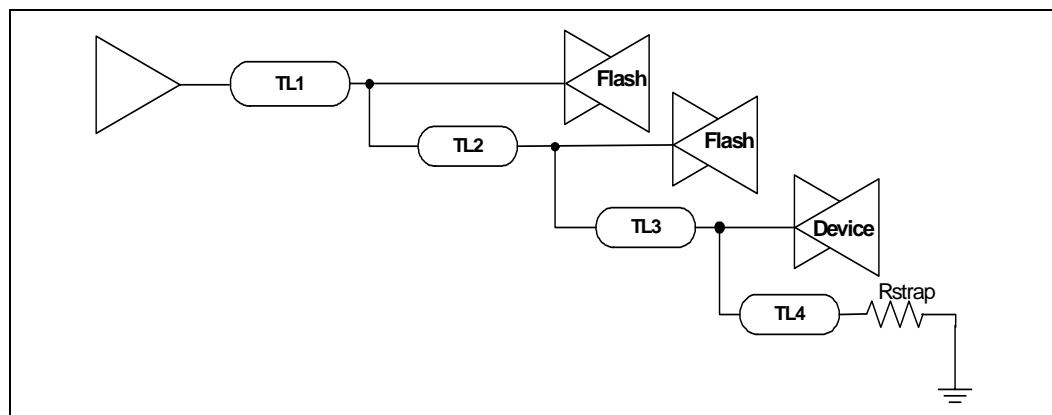 TL1
Flash
TL2
Flash
TL3
Device
TL4
Rstrap